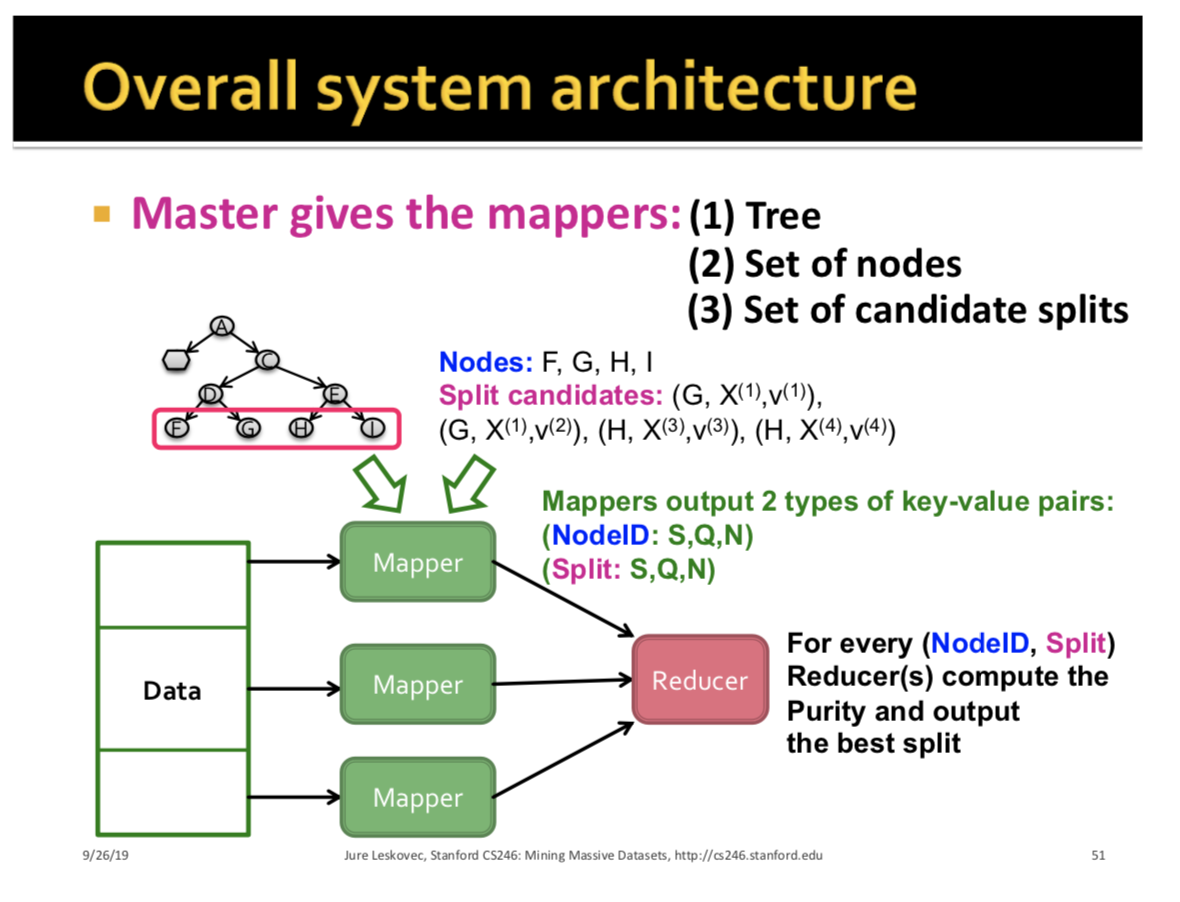 Overall system architecture
Master gives the mappers: (1) Tree
(2) Set of nodes
(3) Set of candidate splits
A
C
D
E
F
G
H
I
Nodes: F, G, H, I
Split candidates: (G, X⁽¹⁾,v⁽¹⁾),
(G, X⁽¹⁾,v⁽²⁾), (H, X⁽³⁾,v⁽³⁾), (H, X⁽⁴⁾,v⁽⁴⁾)
Mappers output 2 types of key-value pairs:
(NodeID: S,Q,N)
(Split: S,Q,N)
Mapper
Data
Mapper
Mapper
Reducer
For every (NodeID, Split)
Reducer(s) compute the
Purity and output
the best split
9/26/19
Jure Leskovec, Stanford CS246: Mining Massive Datasets, http://cs246.stanford.edu
51